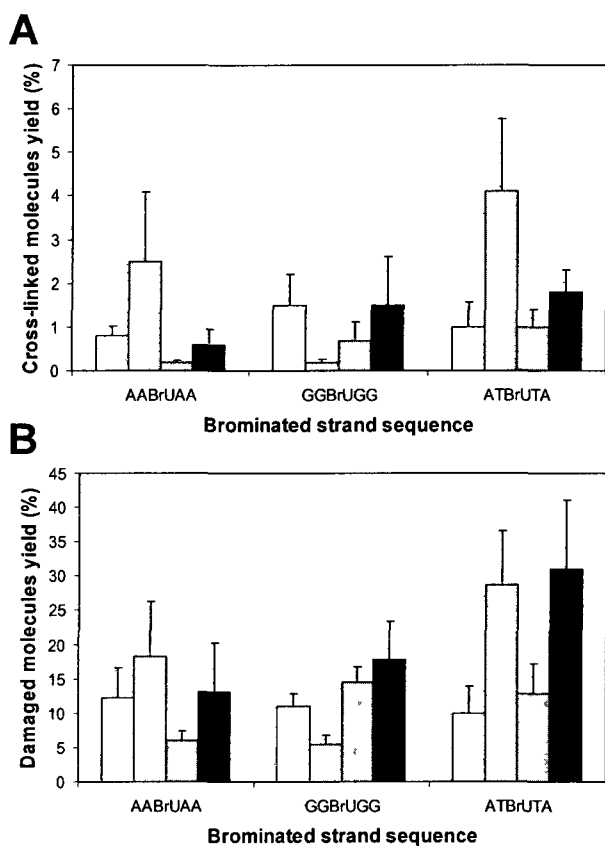 A
Cross-linked molecules yield (%)
7
6
5
4
3
2
1
0
AABrUAA GGBrUGG ATBrUTA
Brominated strand sequence
B
Damaged molecules yield (%)
45
40
35
30
25
20
15
10
5
0
AABrUAA GGBrUGG ATBrUTA
Brominated strand sequence